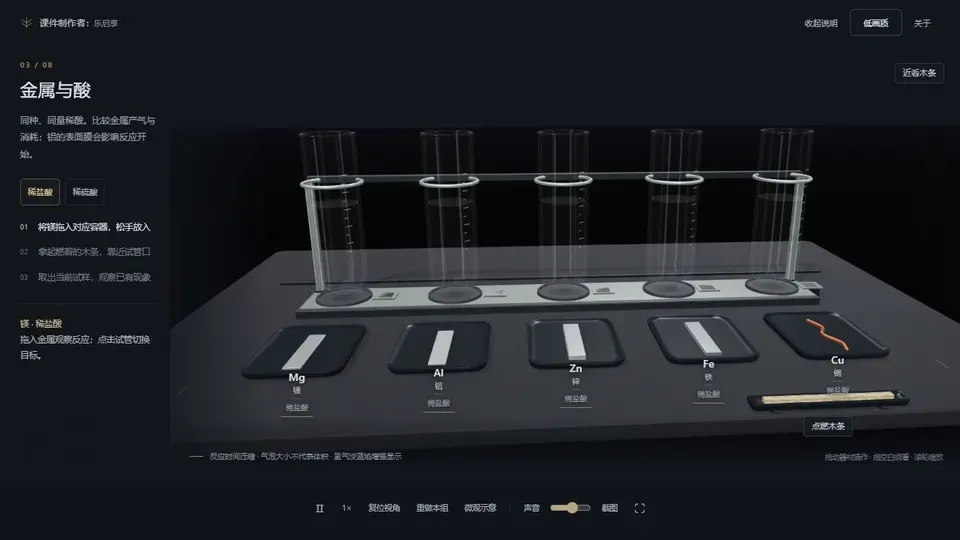 课件制作者：乐启享
收起说明
低画质
关于
03 / 08
近看木条
金属与酸
同种、同量稀酸。比较金属产气与
消耗；铝的表面膜会影响反应开
始。
稀盐酸
稀硫酸
01 将镁拖入对应容器，松手放入
02 拿起燃着的木条，靠近试管口
03 取出当前试样，观察已有现象
镁 · 稀盐酸
拖入金属观察反应；点击试管切换
目标。
Mg
镁
稀盐酸
Al
铝
稀盐酸
Zn
锌
稀盐酸
Fe
铁
稀盐酸
Cu
铜
稀盐酸
点燃木条
反应时间压缩 · 气泡大小不代表体积 · 氢气淡蓝焰增强显示
拖动器材操作 · 拖空白绕看 · 滚轮缩放
1×
复位视角
重做本组
微观示意
声音
截图